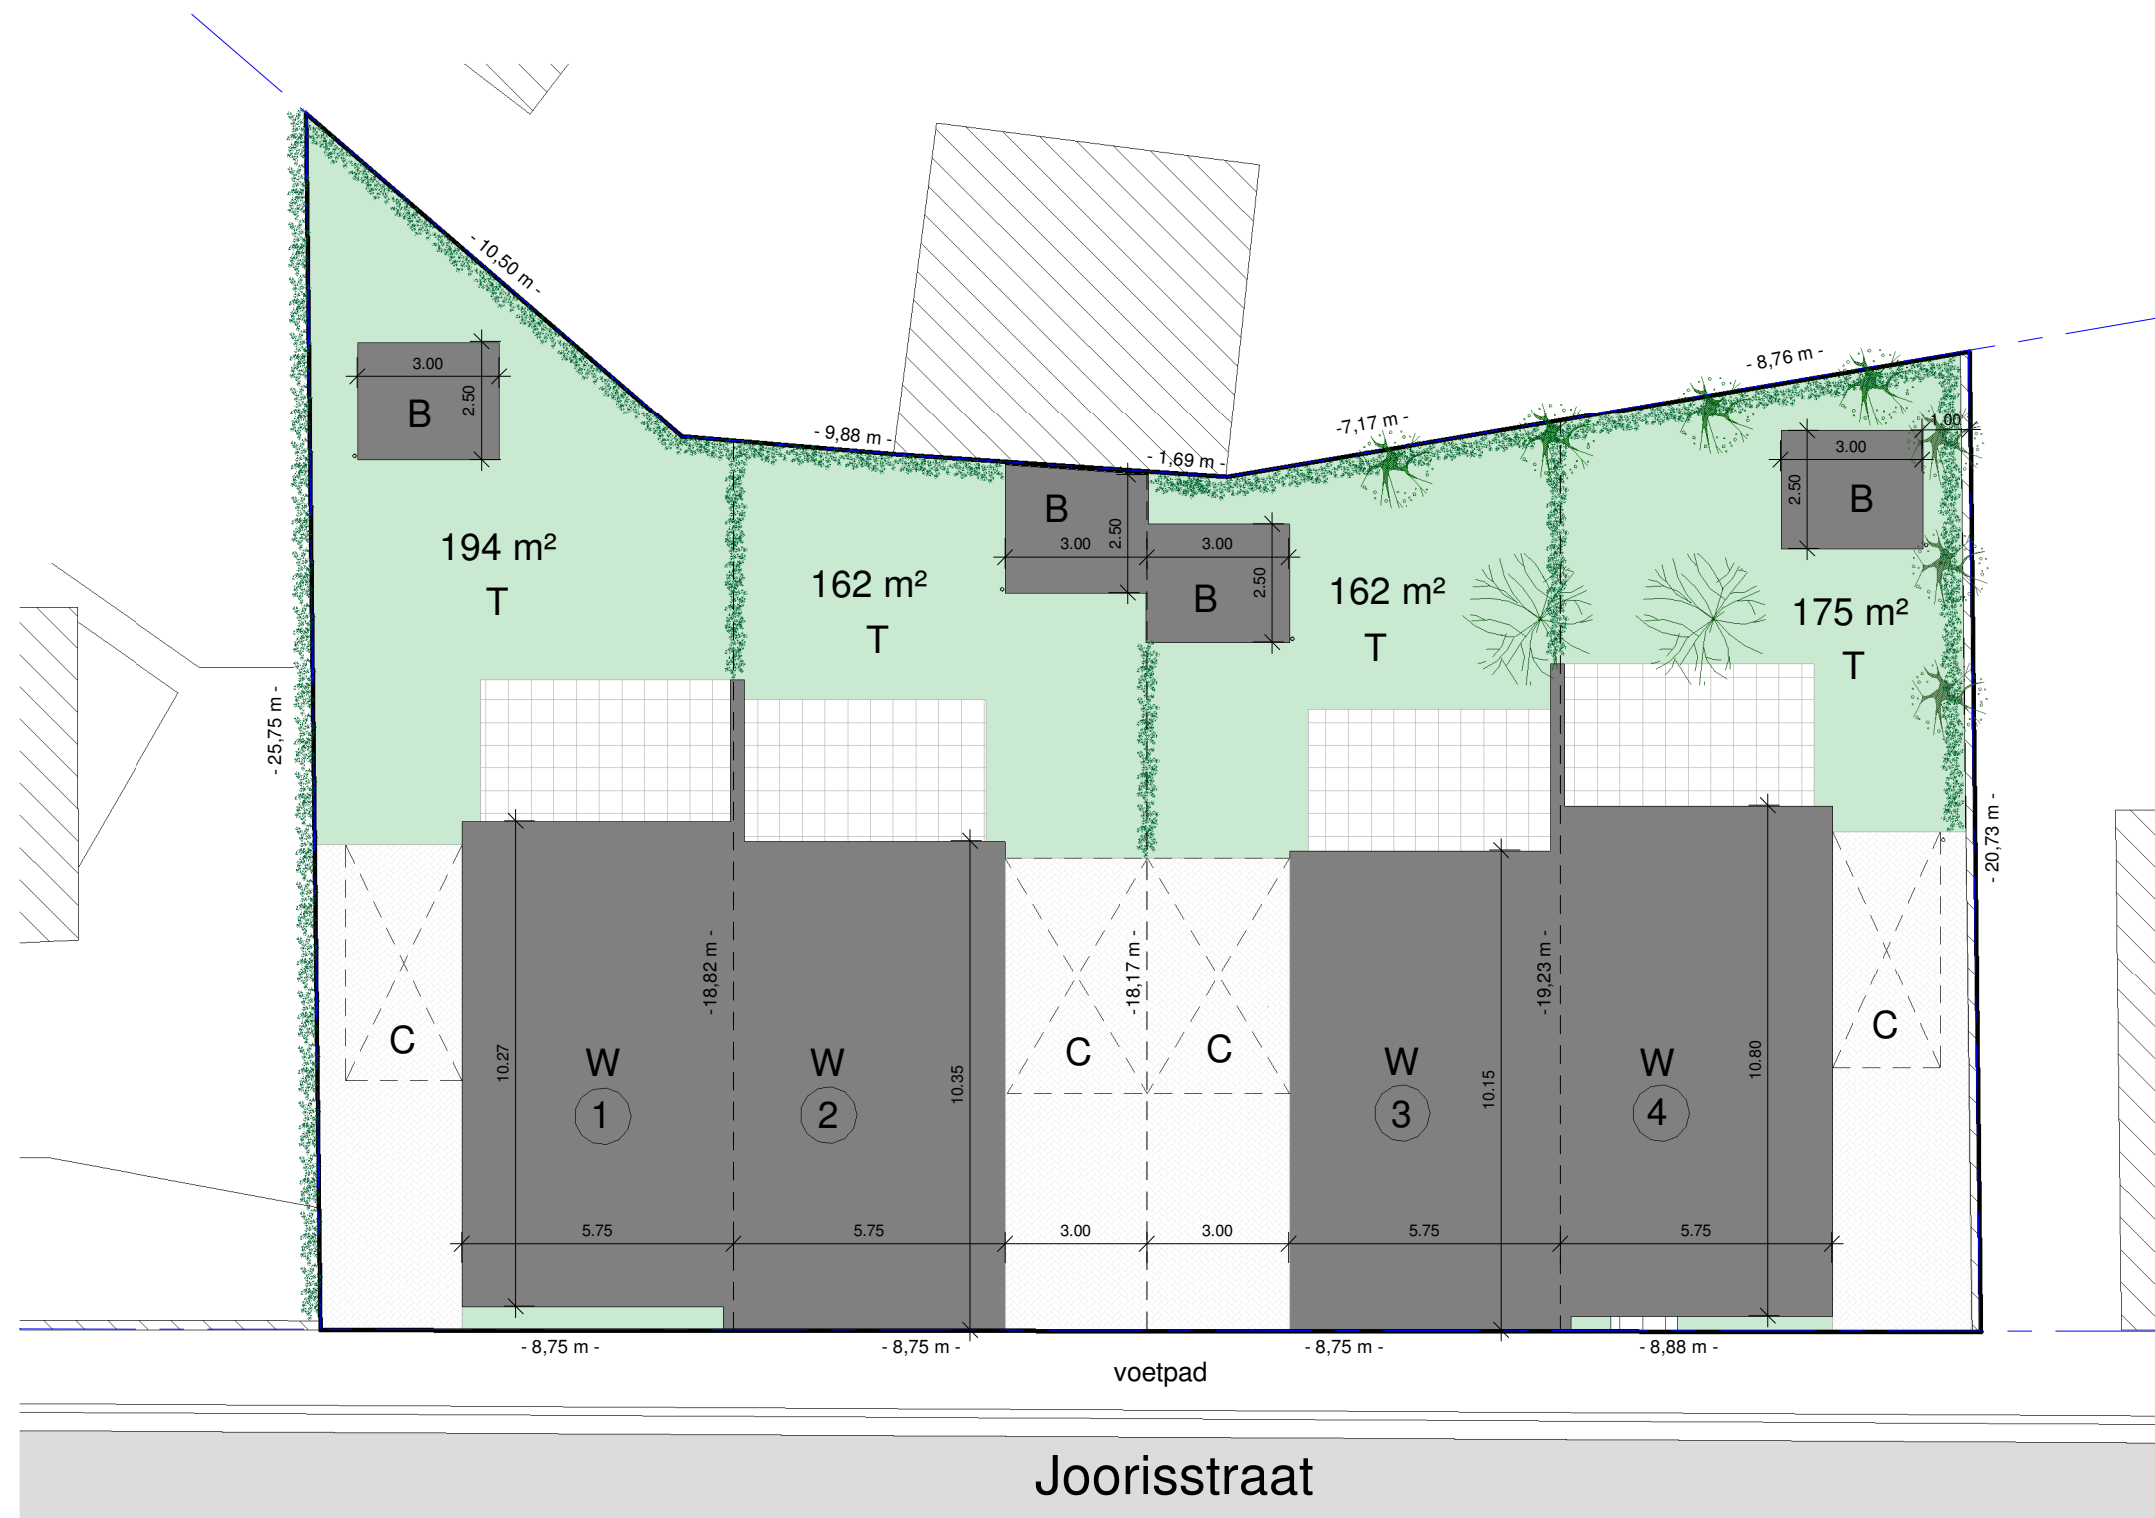 - 10,50 m -
- 8,76 m -
3.00
2.50
B
- 9,88 m -
- 1,69 m -
-7,17 m -
1.00
3.00
2.50
B
B
2.50
3.00
3.00
2.50
B
194 m²
T
162 m²
T
162 m²
T
175 m²
T
- 25,75 m -
- 20,73 m -
-18,82 m -
-18,17 m -
-19,23 m -
C
C
C
C
10.27
10.35
10.15
10.80
W
1
W
2
W
3
W
4
5.75
5.75
3.00
3.00
5.75
5.75
- 8,75 m -
- 8,75 m -
- 8,75 m -
- 8,88 m -
voetpad
Joorisstraat